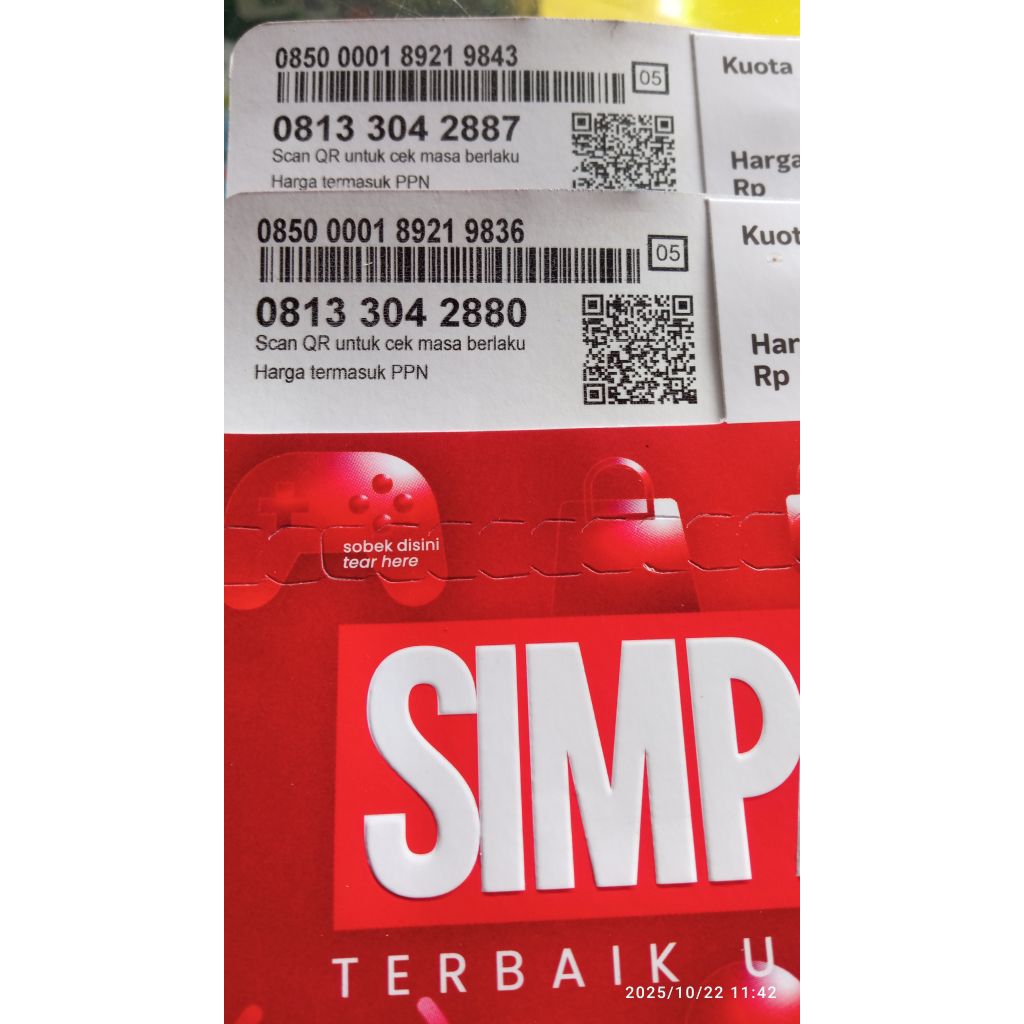 0850 0001 8921 9843
05
Kuota
0813 304 2887
Scan QR untuk cek masa berlaku
Harga termasuk PPN
Harga
Rp
0850 0001 8921 9836
05
Kuot
0813 304 2880
Scan QR untuk cek masa berlaku
Harga termasuk PPN
Har
Rp
sobek disini
tear here
SIMP
TERBAIK U
2025/10/22 11:42